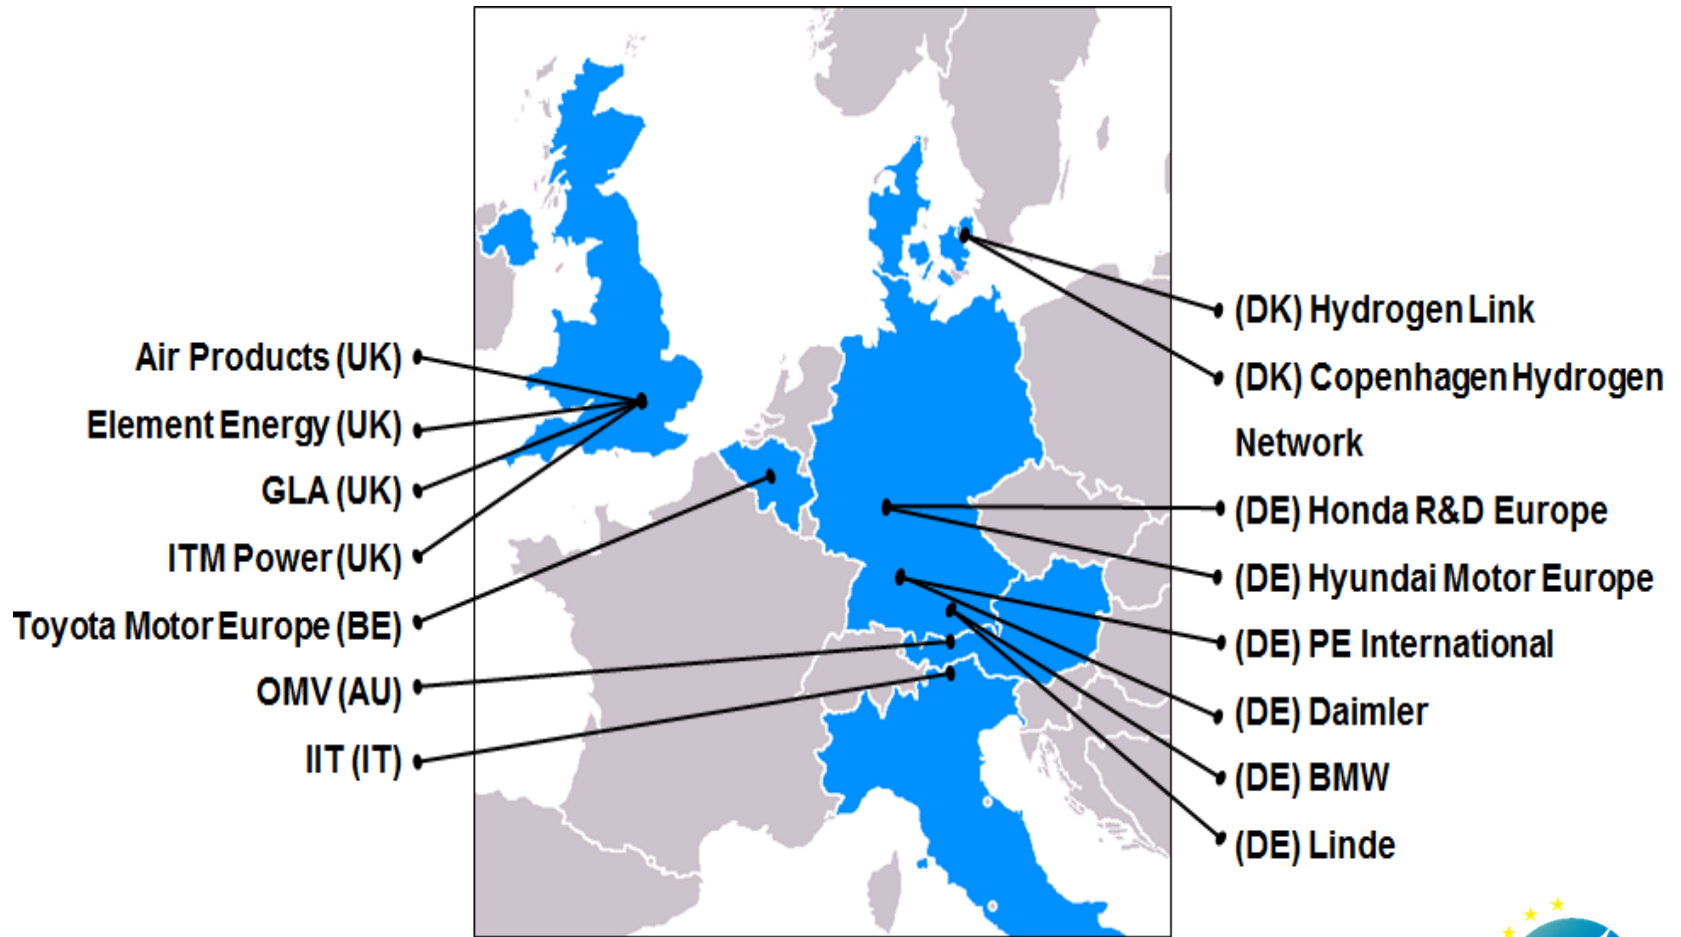 Air Products (UK)
Element Energy (UK)
GLA (UK)
ITM Power (UK)
Toyota Motor Europe (BE)
OMV (AU)
IIT (IT)
(DK) Hydrogen Link
(DK) Copenhagen Hydrogen
Network
(DE) Honda R&D Europe
(DE) Hyundai Motor Europe
(DE) PE International
(DE) Daimler
(DE) BMW
(DE) Linde